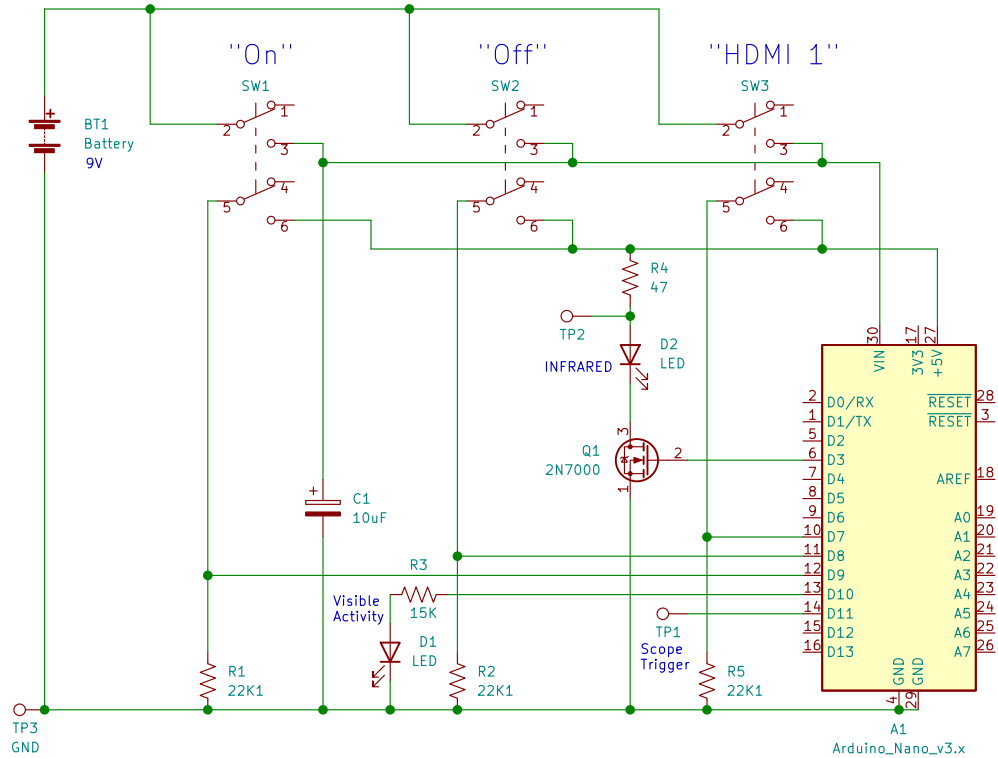 "On"
"Off"
"HDMI 1"
SW1
SW2
SW3
1
1
1
2
2
2
3
3
3
4
4
4
5
5
5
6
6
6
+
BT1
Battery
9V
R4
47
TP2
D2
LED
INFRARED
Q1
2N7000
3
2
1
+
C1
10uF
R3
15K
Visible
Activity
D1
LED
TP1
Scope
Trigger
R1
22K1
R2
22K1
R5
22K1
TP3
GND
30
17
27
VIN
3V3
+5V
2 D0/RX
1 D1/TX
5 D2
6 D3
7 D4
8 D5
9 D6
10 D7
11 D8
12 D9
13 D10
14 D11
15 D12
16 D13
RESET 28
RESET 3
AREF 18
A0 19
A1 20
A2 21
A3 22
A4 23
A5 24
A6 25
A7 26
GND
GND
4
29
A1
Arduino_Nano_v3.x